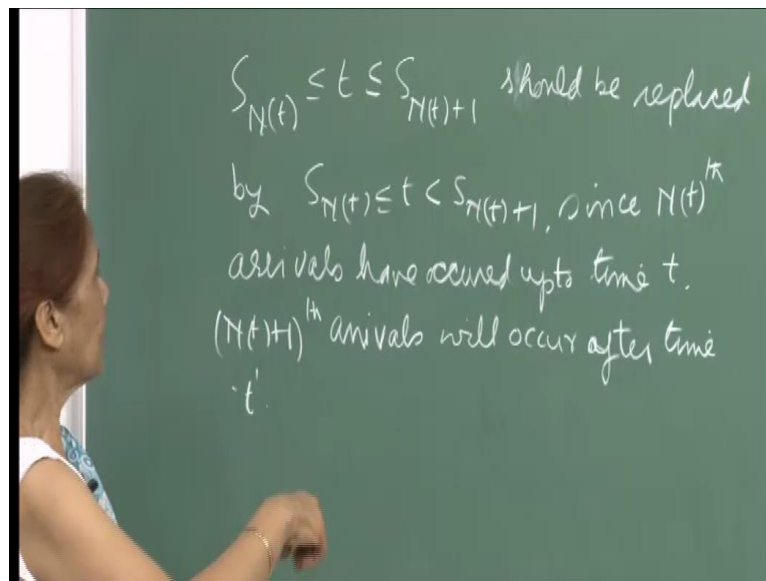 S_{N(t)} ≤ t ≤ S_{N(t)+1} should be replaced
by S_{N(t)} ≤ t < S_{N(t)+1}, since N(t)^{th}
arrivals have occured upto time t.
(N(t)+1)^{th} arrivals will occur after time
't'.